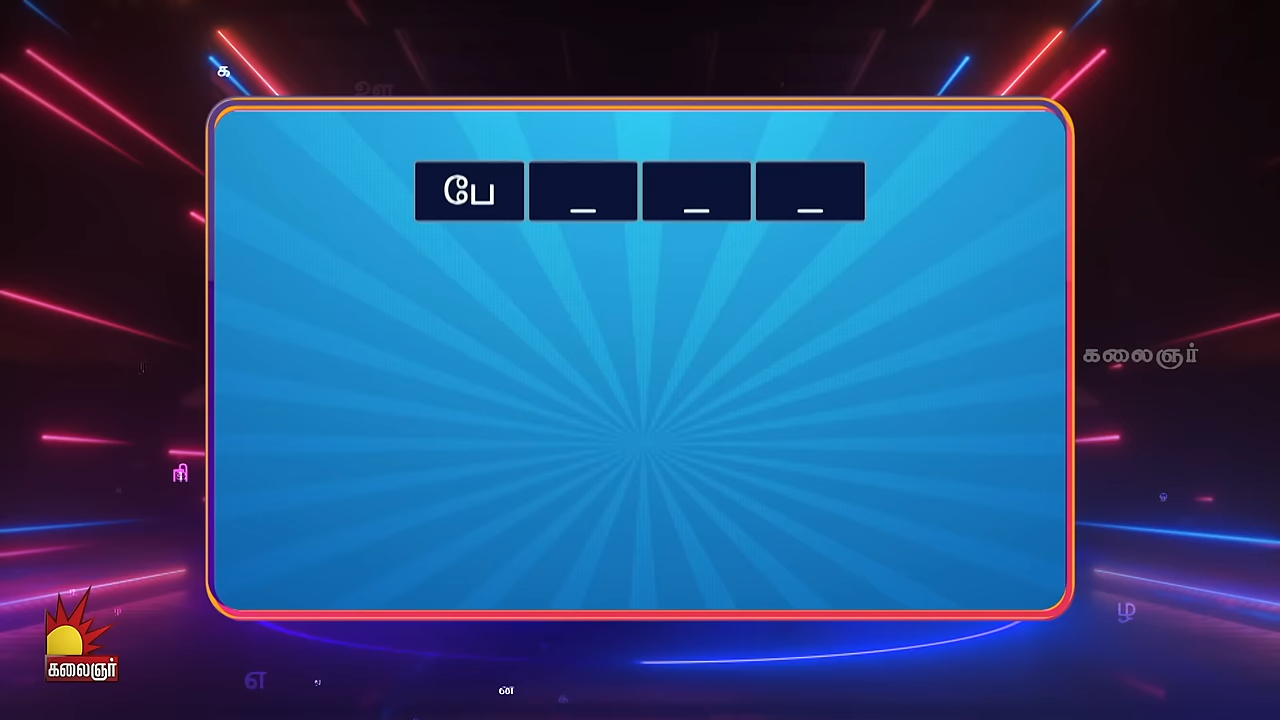 க
ஊ
பே _ _ _
கலைஞர்
ஸி
ஒ
ழ
கலைஞர்
எ
ன